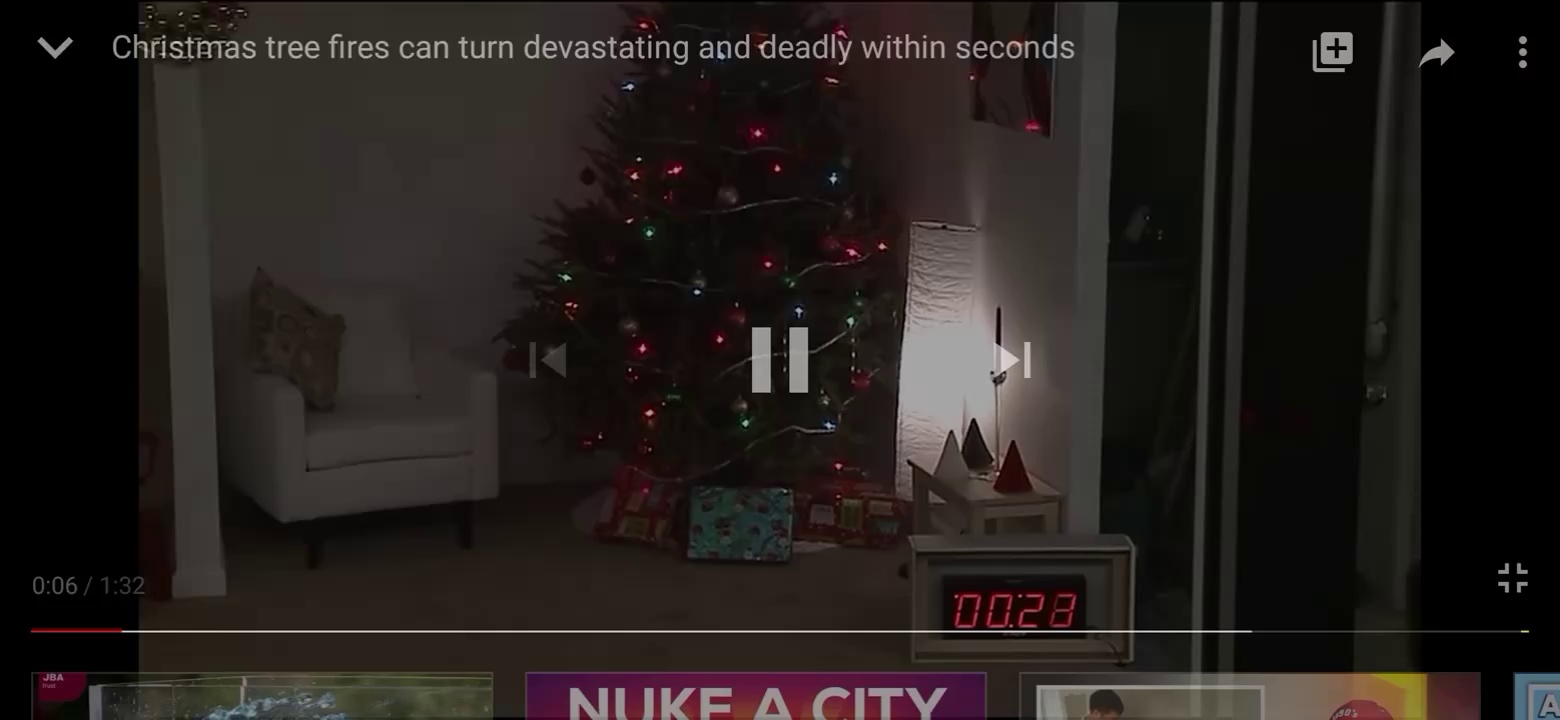 Christmas tree fires can turn devastating and deadly within seconds
0:06 / 1:32
00:28
JBA
trust
NUKE A CITY
A